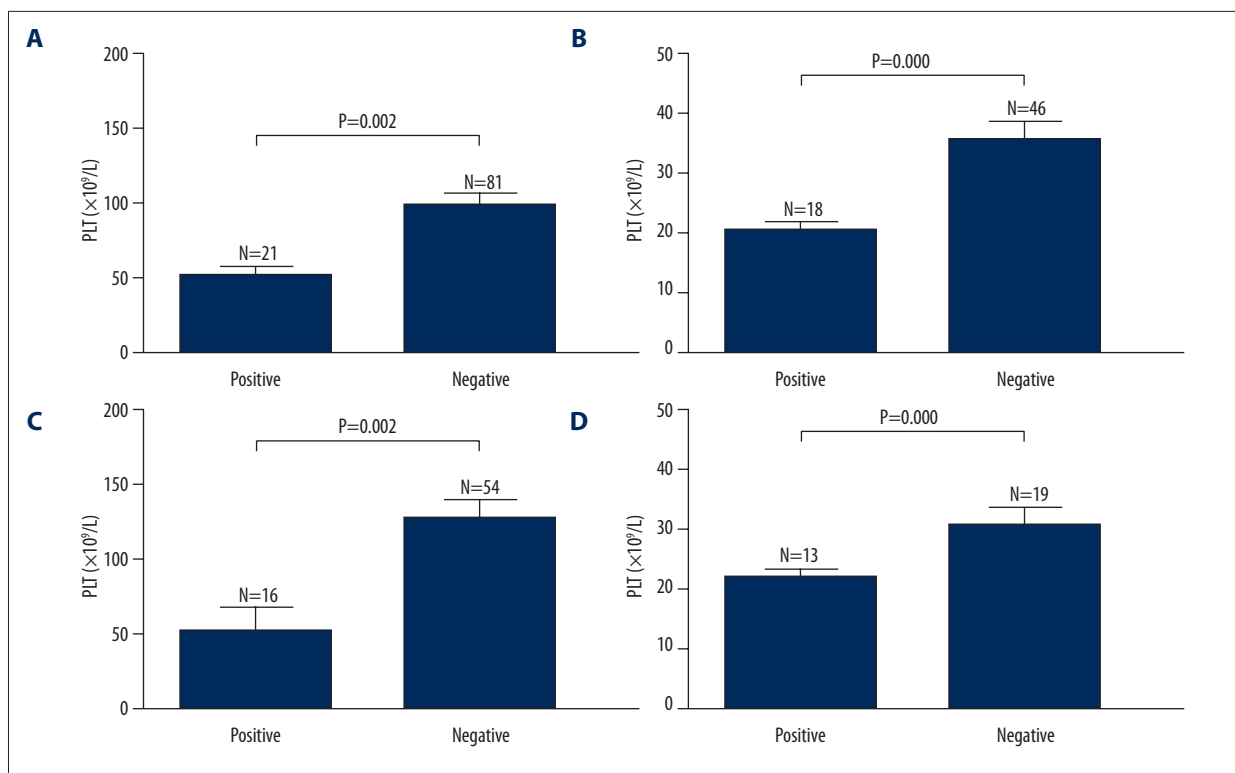 A
PLT (×10⁹/L)
200
150
100
50
0
P=0.002
N=21
N=81
Positive
Negative
B
PLT (×10⁹/L)
50
40
30
20
10
0
P=0.000
N=18
N=46
Positive
Negative
C
PLT (×10⁹/L)
200
150
100
50
0
P=0.002
N=16
N=54
Positive
Negative
D
PLT (×10⁹/L)
50
40
30
20
10
0
P=0.000
N=13
N=19
Positive
Negative